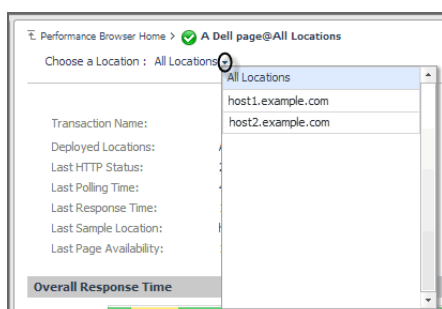 Performance Browser Home > A Dell page@All Locations
Choose a Location : All Locations
All Locations
host1.example.com
host2.example.com
Transaction Name:
Deployed Locations:
Last HTTP Status:
Last Polling Time:
Last Response Time:
Last Sample Location:
Last Page Availability:
Overall Response Time